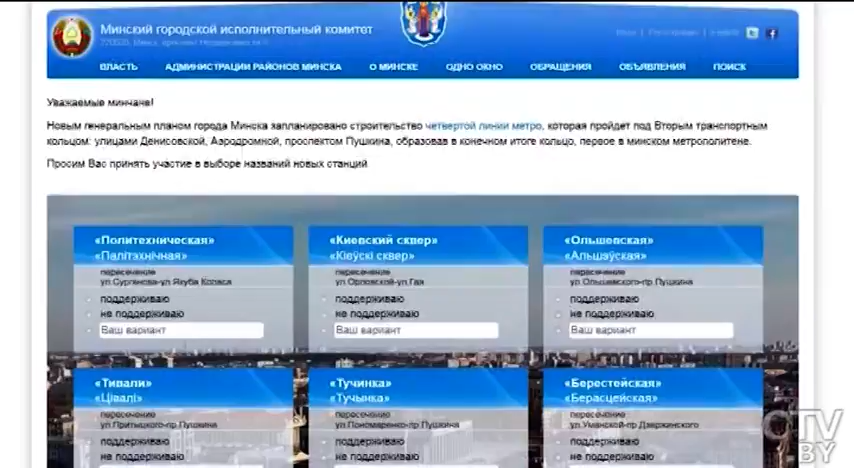 Минский городской исполнительный комитет
ВЛАСТЬ АДМИНИСТРАЦИИ РАЙОНОВ МИНСКА О МИНСКЕ ОДНО ОКНО ОБРАЩЕНИЯ ОБЪЯВЛЕНИЯ ПОИСК
Уважаемые минчане!
Новым генеральным планом города Минска запланировано строительство четвертой линии метро, которая пройдет под Вторым транспортным
кольцом: улицами Денисовской, Аэродромной, проспектом Пушкина, образовав в конечном итоге кольцо, первое в минском метрополитене.
Просим Вас принять участие в выборе названий новых станций
«Политехническая» «Киевский сквер» «Ольшевская»
«Палітэхнічная» «Кіеўскі сквер» «Альшаўская»
пересечение пересечение пересечение
ул.Сурганова-ул.Якуба Коласа ул.Орловской-ул.Гая ул.Ольшевского-пр.Пушкина
поддерживаю поддерживаю поддерживаю
не поддерживаю не поддерживаю не поддерживаю
Ваш вариант Ваш вариант Ваш вариант
«Тивали» «Тучинка» «Берестейская»
«Цівалі» «Тучынка» «Берасцейская»
пересечение пересечение пересечение
ул.Притыцкого-пр.Пушкина ул.Пономаренко-пр.Пушкина ул.Уманской-пр.Дзержинского
поддерживаю поддерживаю поддерживаю
не поддерживаю не поддерживаю не поддерживаю
CTV
BY